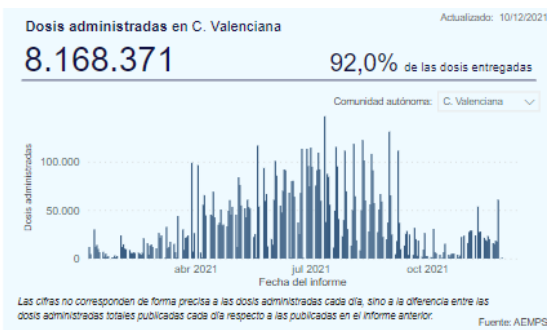 Actualizado: 10/12/2021
Dosis administradas en C. Valenciana
8.168.371
92,0% de las dosis entregadas
Comunidad autónoma: C. Valenciana
Dosis administradas
100.000
50.000
0
abr 2021 jul 2021 oct 2021
Fecha del informe
Las cifras no corresponden de forma precisa a las dosis administradas cada día, sino a la diferencia entre las
dosis administradas totales publicadas cada día respecto a las publicadas en el informe anterior.
Fuente: AEMPS